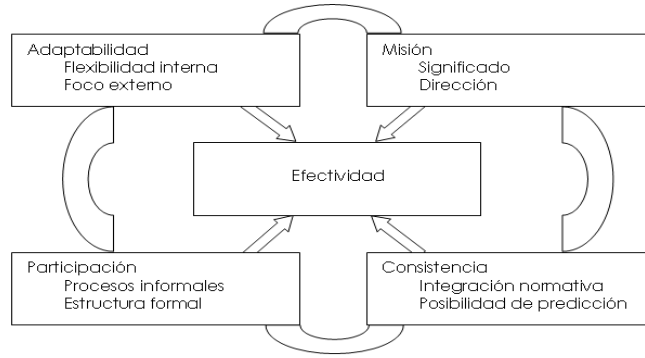 Adaptabilidad
Flexibilidad interna
Foco externo
Misión
Significado
Dirección
Efectividad
Participación
Procesos informales
Estructura formal
Consistencia
Integración normativa
Posibilidad de predicción